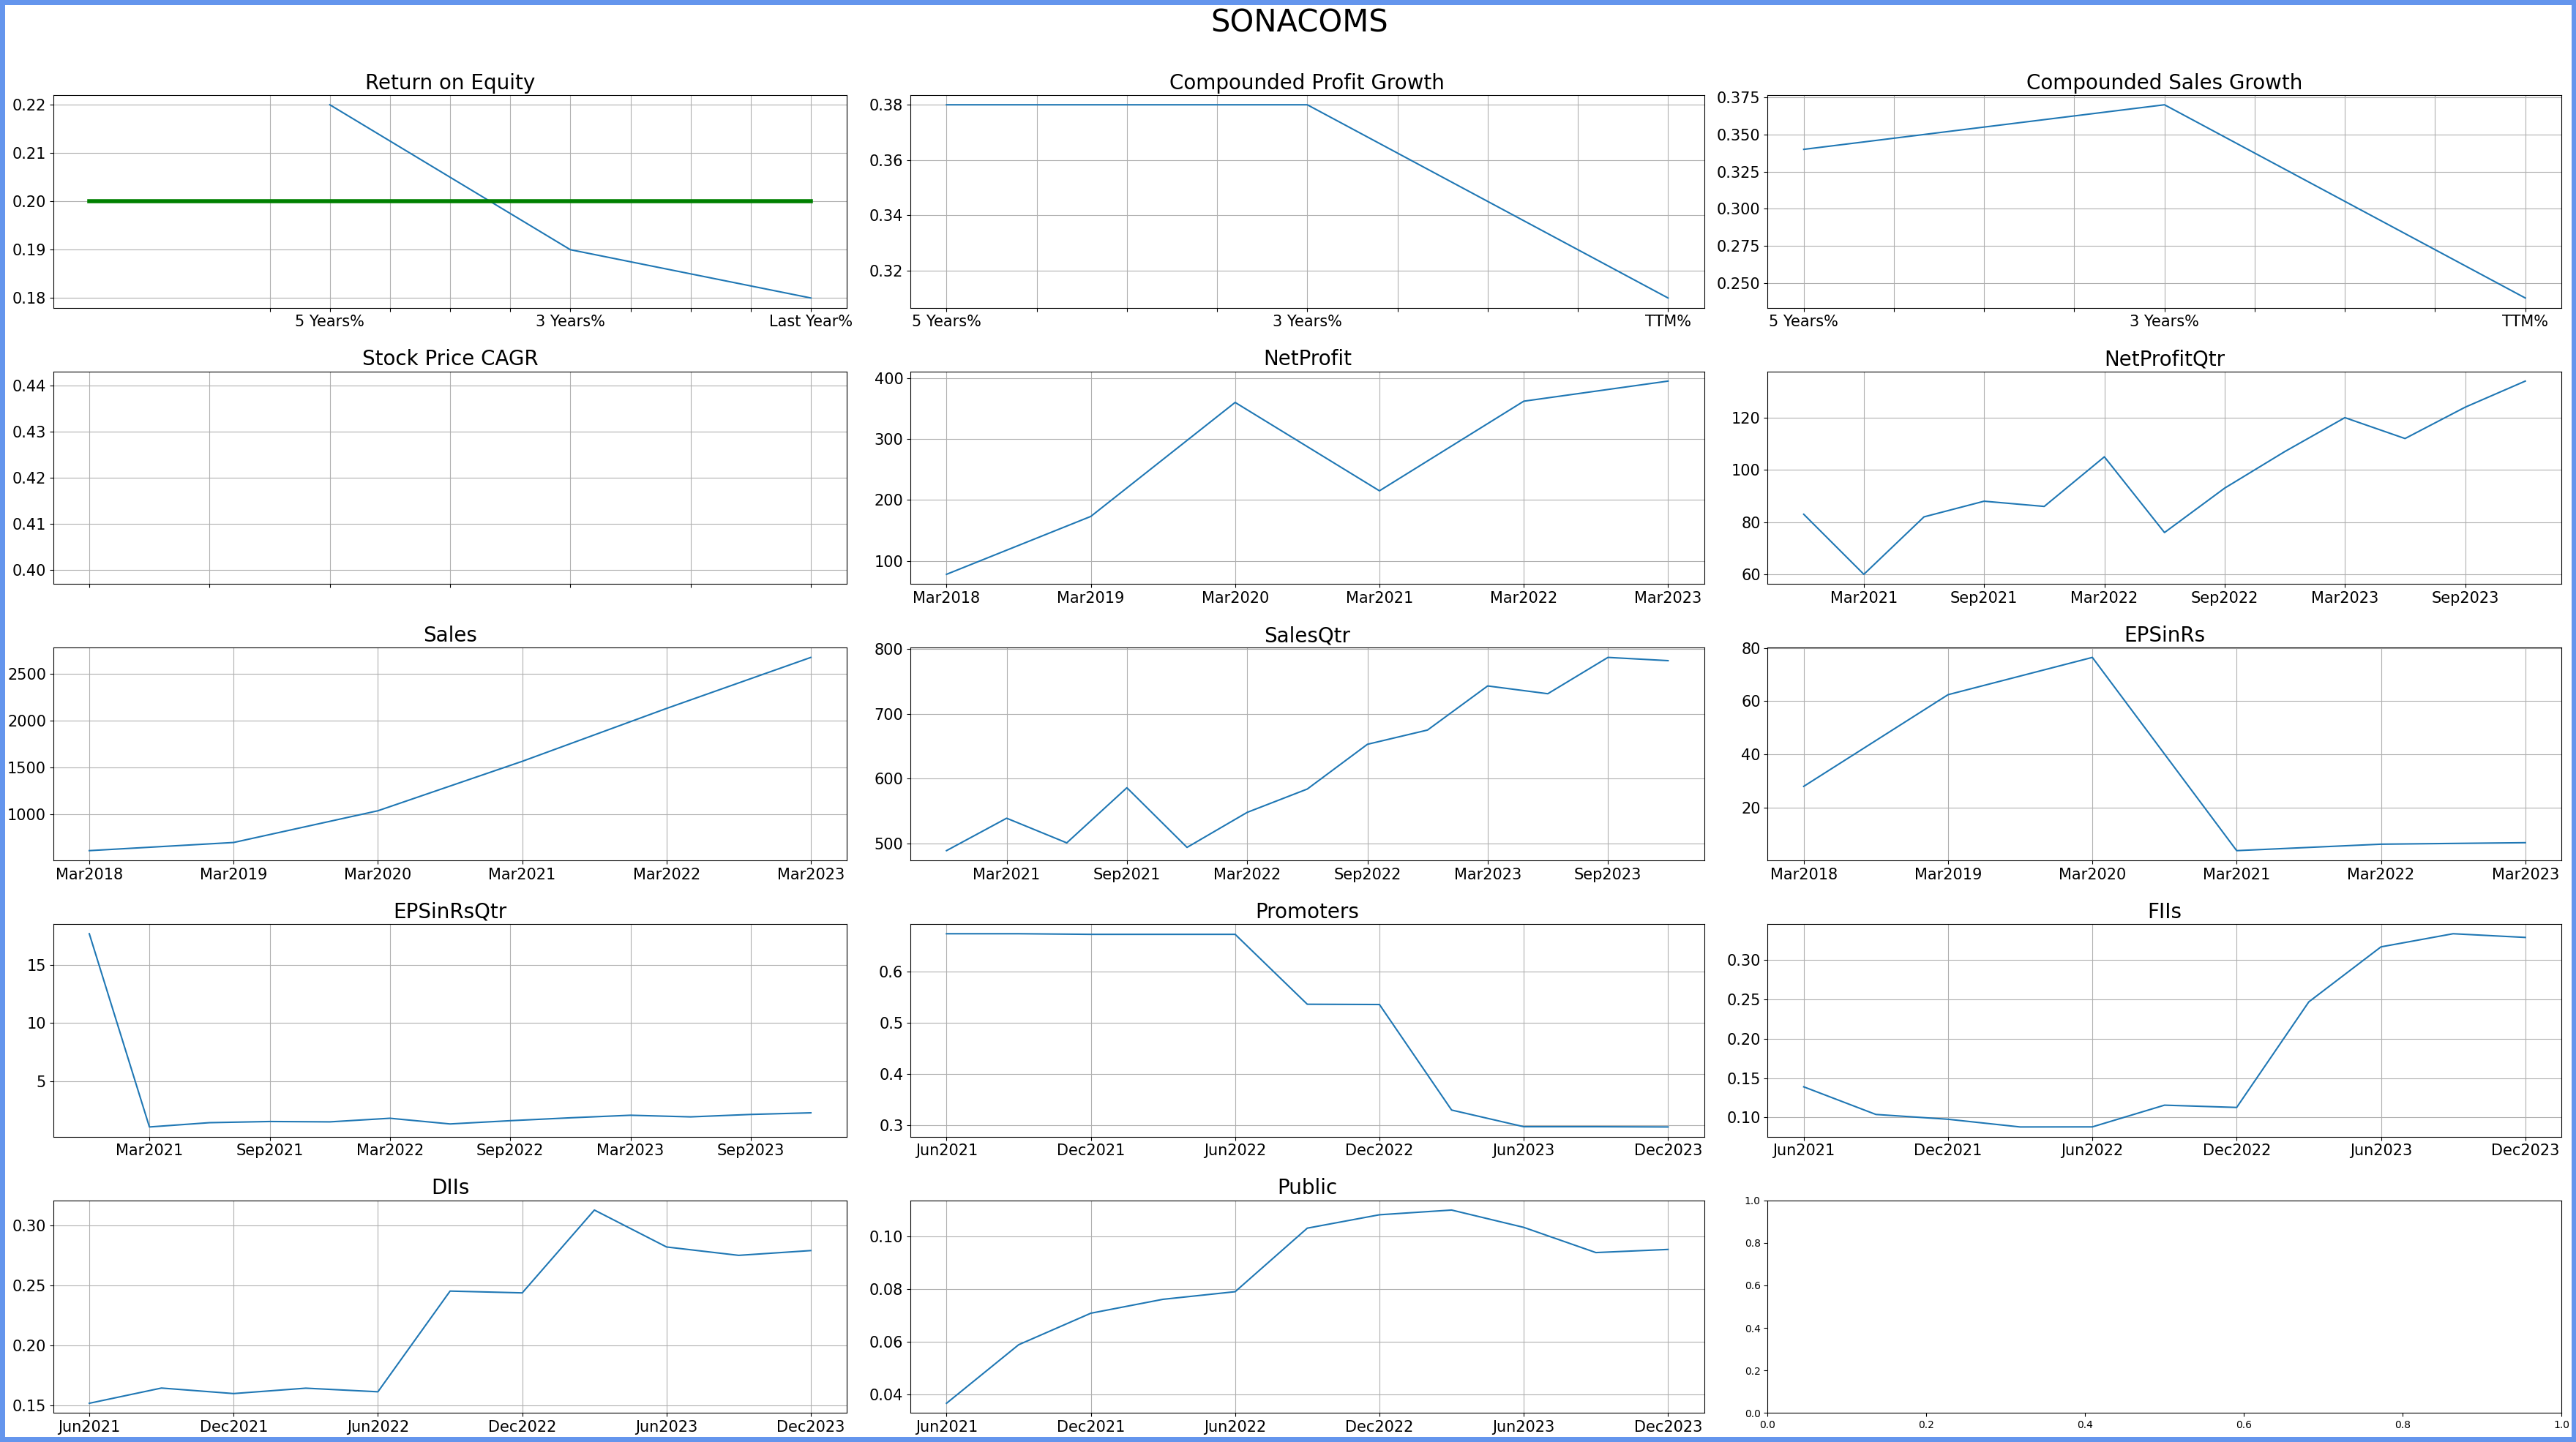 SONACOMS
Return on Equity
0.22
0.21
0.20
0.19
0.18
5 Years% 3 Years% Last Year%
Compounded Profit Growth
0.38
0.36
0.34
0.32
5 Years% 3 Years% TTM%
Compounded Sales Growth
0.375
0.350
0.325
0.300
0.275
0.250
5 Years% 3 Years% TTM%
Stock Price CAGR
0.44
0.43
0.42
0.41
0.40
NetProfit
400
300
200
100
Mar2018 Mar2019 Mar2020 Mar2021 Mar2022 Mar2023
NetProfitQtr
120
100
80
60
Mar2021 Sep2021 Mar2022 Sep2022 Mar2023 Sep2023
Sales
2500
2000
1500
1000
Mar2018 Mar2019 Mar2020 Mar2021 Mar2022 Mar2023
SalesQtr
800
700
600
500
Mar2021 Sep2021 Mar2022 Sep2022 Mar2023 Sep2023
EPSinRs
80
60
40
20
Mar2018 Mar2019 Mar2020 Mar2021 Mar2022 Mar2023
EPSinRsQtr
15
10
5
Mar2021 Sep2021 Mar2022 Sep2022 Mar2023 Sep2023
Promoters
0.6
0.5
0.4
0.3
Jun2021 Dec2021 Jun2022 Dec2022 Jun2023 Dec2023
FIIs
0.30
0.25
0.20
0.15
0.10
Jun2021 Dec2021 Jun2022 Dec2022 Jun2023 Dec2023
DIIs
0.30
0.25
0.20
0.15
Jun2021 Dec2021 Jun2022 Dec2022 Jun2023 Dec2023
Public
0.10
0.08
0.06
0.04
Jun2021 Dec2021 Jun2022 Dec2022 Jun2023 Dec2023
1.0
0.8
0.6
0.4
0.2
0.0
0.0 0.2 0.4 0.6 0.8 1.0